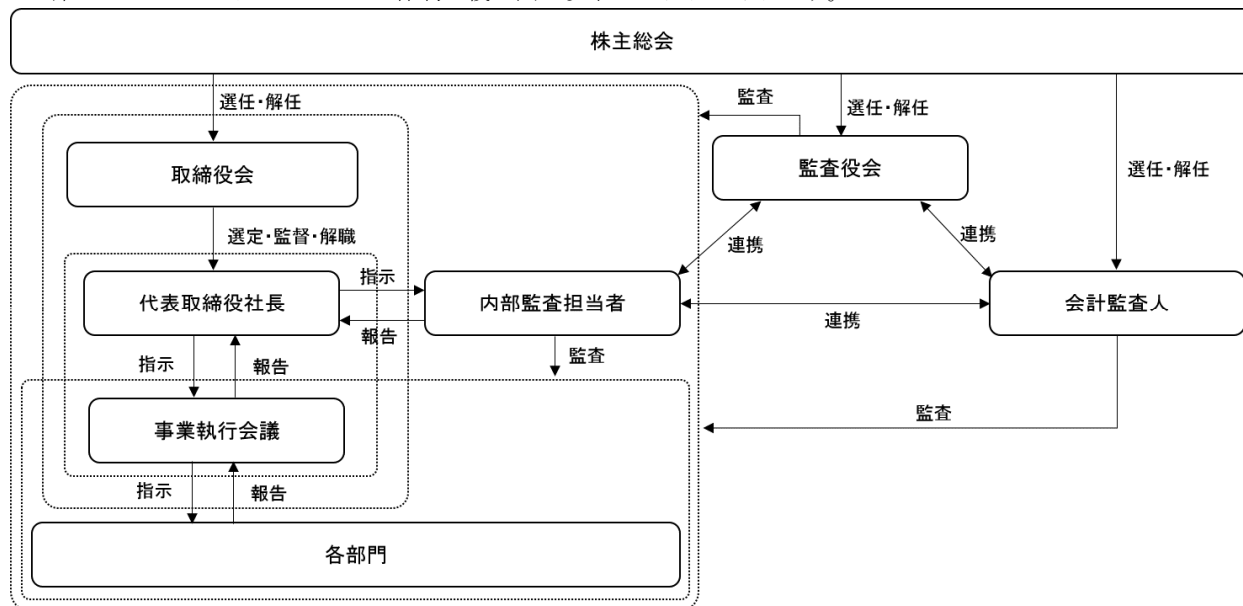 株主総会
選任・解任
監査
選任・解任
選任・解任
取締役会
監査役会
選定・監督・解職
連携
連携
代表取締役社長
指示
報告
内部監査担当者
連携
会計監査人
指示
報告
監査
事業執行会議
監査
指示
報告
各部門